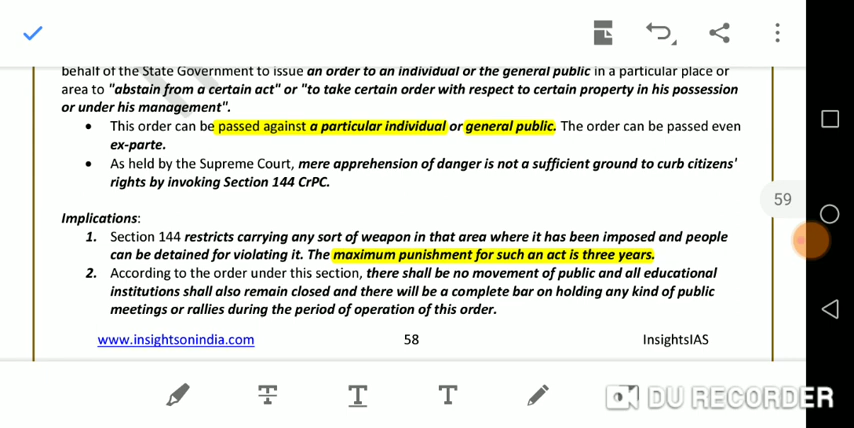 behalf of the State Government to issue an order to an individual or the general public in a particular place or
area to "abstain from a certain act" or "to take certain order with respect to certain property in his possession
or under his management".
• This order can be passed against a particular individual or general public. The order can be passed even
ex-parte.
• As held by the Supreme Court, mere apprehension of danger is not a sufficient ground to curb citizens'
rights by invoking Section 144 CrPC.
59
Implications:
1. Section 144 restricts carrying any sort of weapon in that area where it has been imposed and people
can be detained for violating it. The maximum punishment for such an act is three years.
2. According to the order under this section, there shall be no movement of public and all educational
institutions shall also remain closed and there will be a complete bar on holding any kind of public
meetings or rallies during the period of operation of this order.
www.insightsonindia.com 58 InsightsIAS
T T T
DU RECORDER